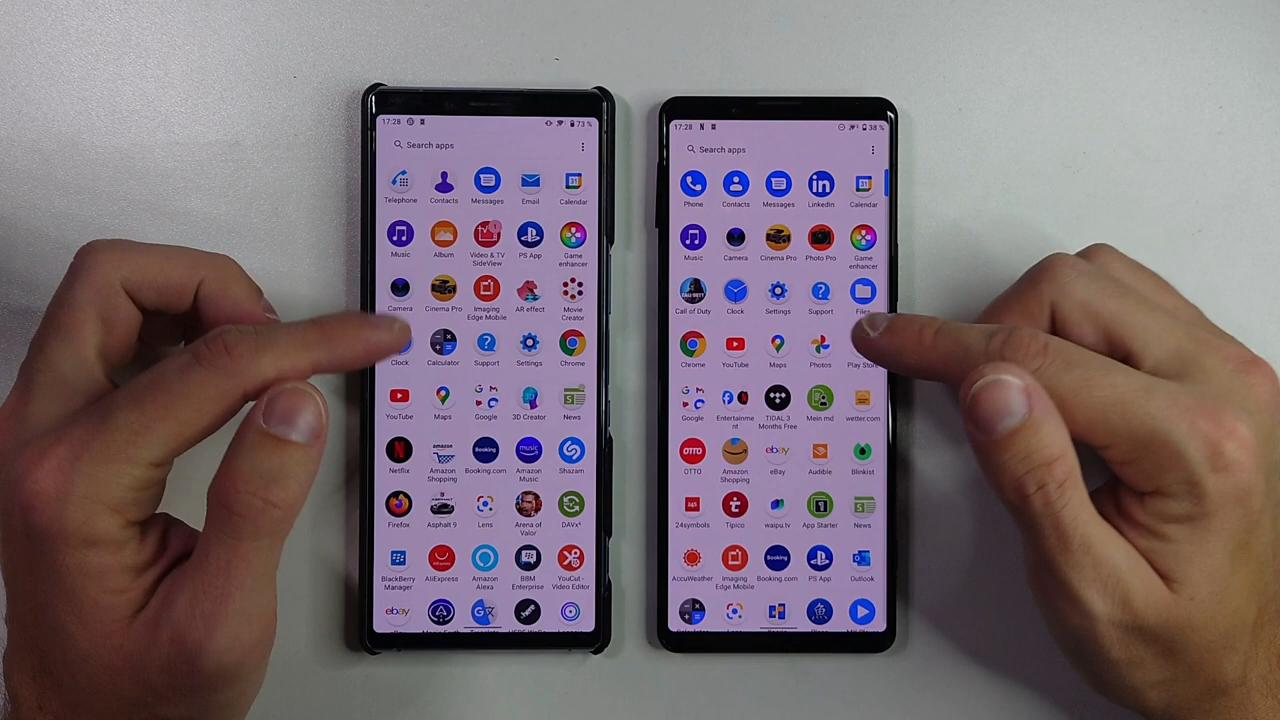 17:28
73 %
Search apps
Telephone Contacts Messages Email Calendar
Music Album Video & TV SideView PS App Game enhancer
Camera Cinema Pro Imaging Edge Mobile AR effect Movie Creator
Clock Calculator Support Settings Chrome
YouTube Maps Google 3D Creator News
Netflix Amazon Shopping Booking.com Amazon Music Shazam
Firefox Asphalt 9 Lens Arena of Valor DAVx⁵
BlackBerry Manager AliExpress Amazon Alexa BBM Enterprise YouCut - Video Editor
ebay
17:28 N
38 %
Search apps
Phone Contacts Messages LinkedIn Calendar
Music Camera Cinema Pro Photo Pro Game enhancer
Call of Duty Clock Settings Support Files
Chrome YouTube Maps Photos Play Store
Google Entertainment TIDAL 3 Months Free Mein md wetter.com
OTTO Amazon Shopping eBay Audible Blinkist
24symbols Tipico waipu.tv App Starter News
AccuWeather Imaging Edge Mobile Booking.com PS App Outlook